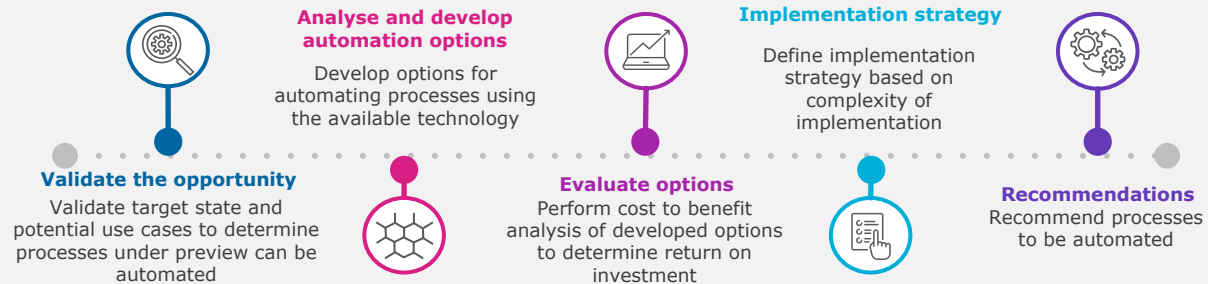 Validate the opportunity
Validate target state and
potential use cases to determine
processes under preview can be
automated
Analyse and develop
automation options
Develop options for
automating processes using
the available technology
Evaluate options
Perform cost to benefit
analysis of developed options
to determine return on
investment
Implementation strategy
Define implementation
strategy based on
complexity of
implementation
Recommendations
Recommend processes
to be automated